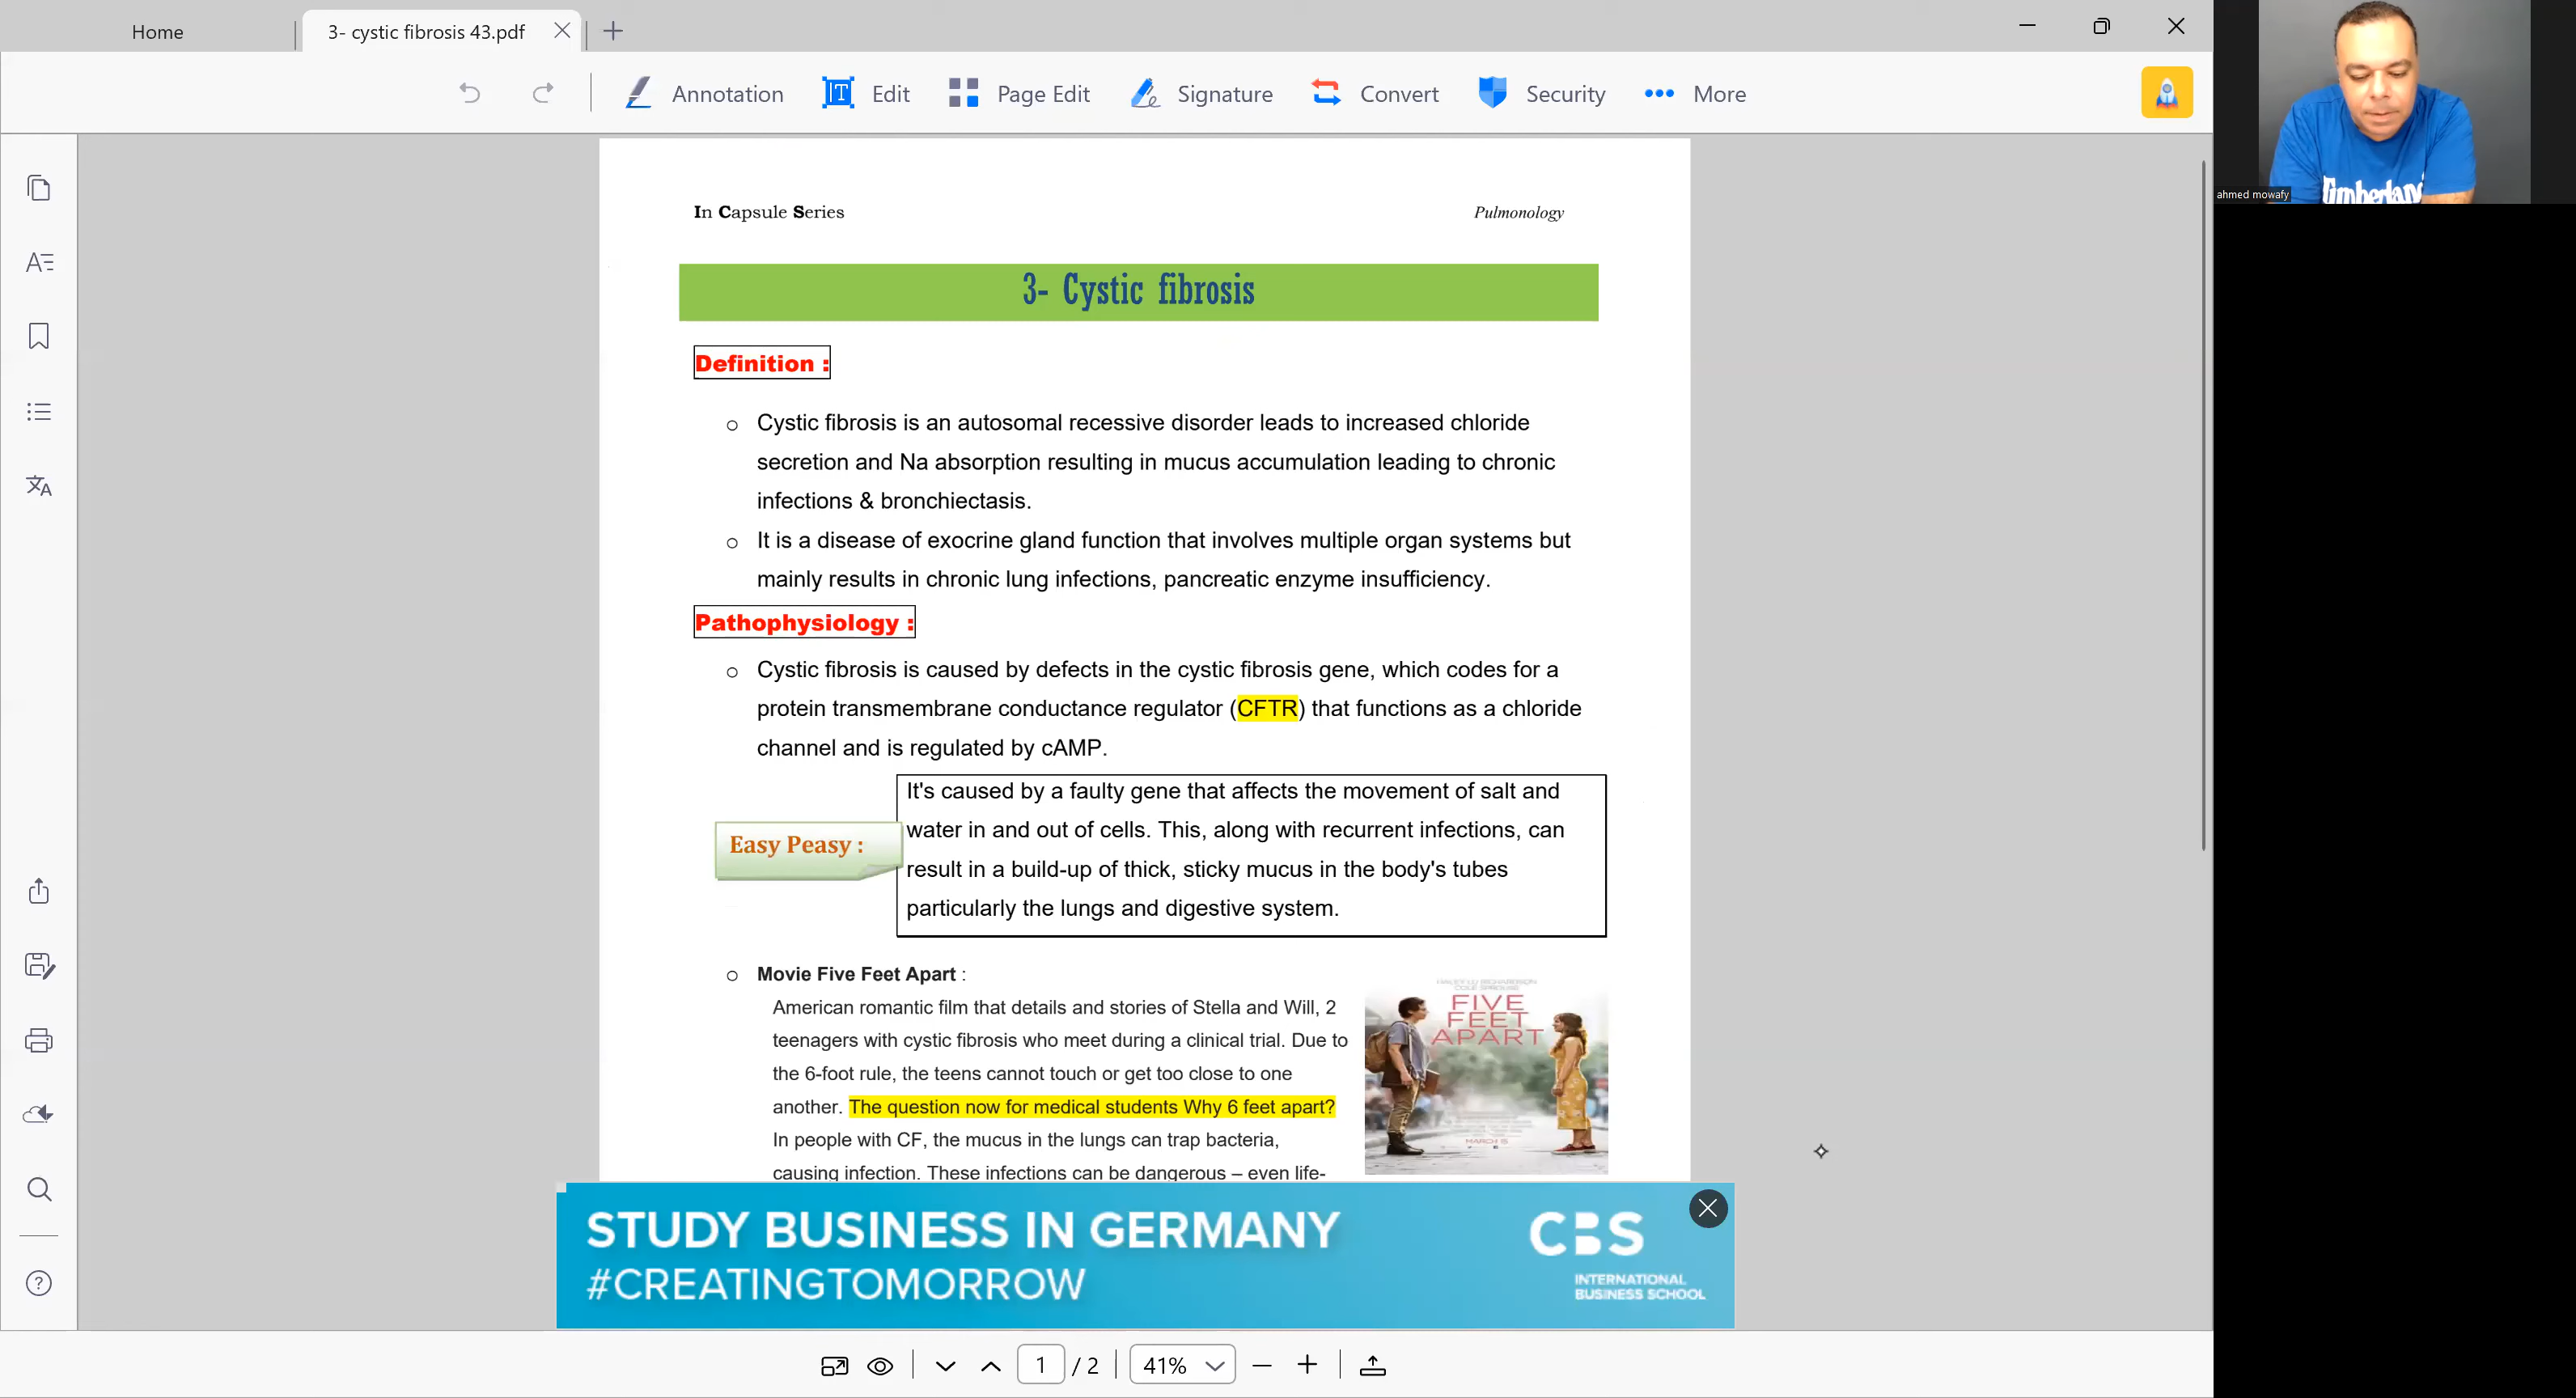 Home
3- cystic fibrosis 43.pdf
Annotation
Edit
Page Edit
Signature
Convert
Security
More
ahmed mowafy
Timberland
In Capsule Series
Pulmonology
3- Cystic fibrosis
Definition :
o Cystic fibrosis is an autosomal recessive disorder leads to increased chloride
secretion and Na absorption resulting in mucus accumulation leading to chronic
infections & bronchiectasis.
o It is a disease of exocrine gland function that involves multiple organ systems but
mainly results in chronic lung infections, pancreatic enzyme insufficiency.
Pathophysiology :
o Cystic fibrosis is caused by defects in the cystic fibrosis gene, which codes for a
protein transmembrane conductance regulator (CFTR) that functions as a chloride
channel and is regulated by cAMP.
Easy Peasy :
It's caused by a faulty gene that affects the movement of salt and
water in and out of cells. This, along with recurrent infections, can
result in a build-up of thick, sticky mucus in the body's tubes
particularly the lungs and digestive system.
o Movie Five Feet Apart :
American romantic film that details and stories of Stella and Will, 2
teenagers with cystic fibrosis who meet during a clinical trial. Due to
the 6-foot rule, the teens cannot touch or get too close to one
another. The question now for medical students Why 6 feet apart?
In people with CF, the mucus in the lungs can trap bacteria,
causing infection. These infections can be dangerous – even life-
HALEY LU RICHARDSON
COLE SPROUSE
FIVE
FEET
APART
MARCH 15
STUDY BUSINESS IN GERMANY
#CREATINGTOMORROW
CBS
INTERNATIONAL
BUSINESS SCHOOL
1 / 2
41%